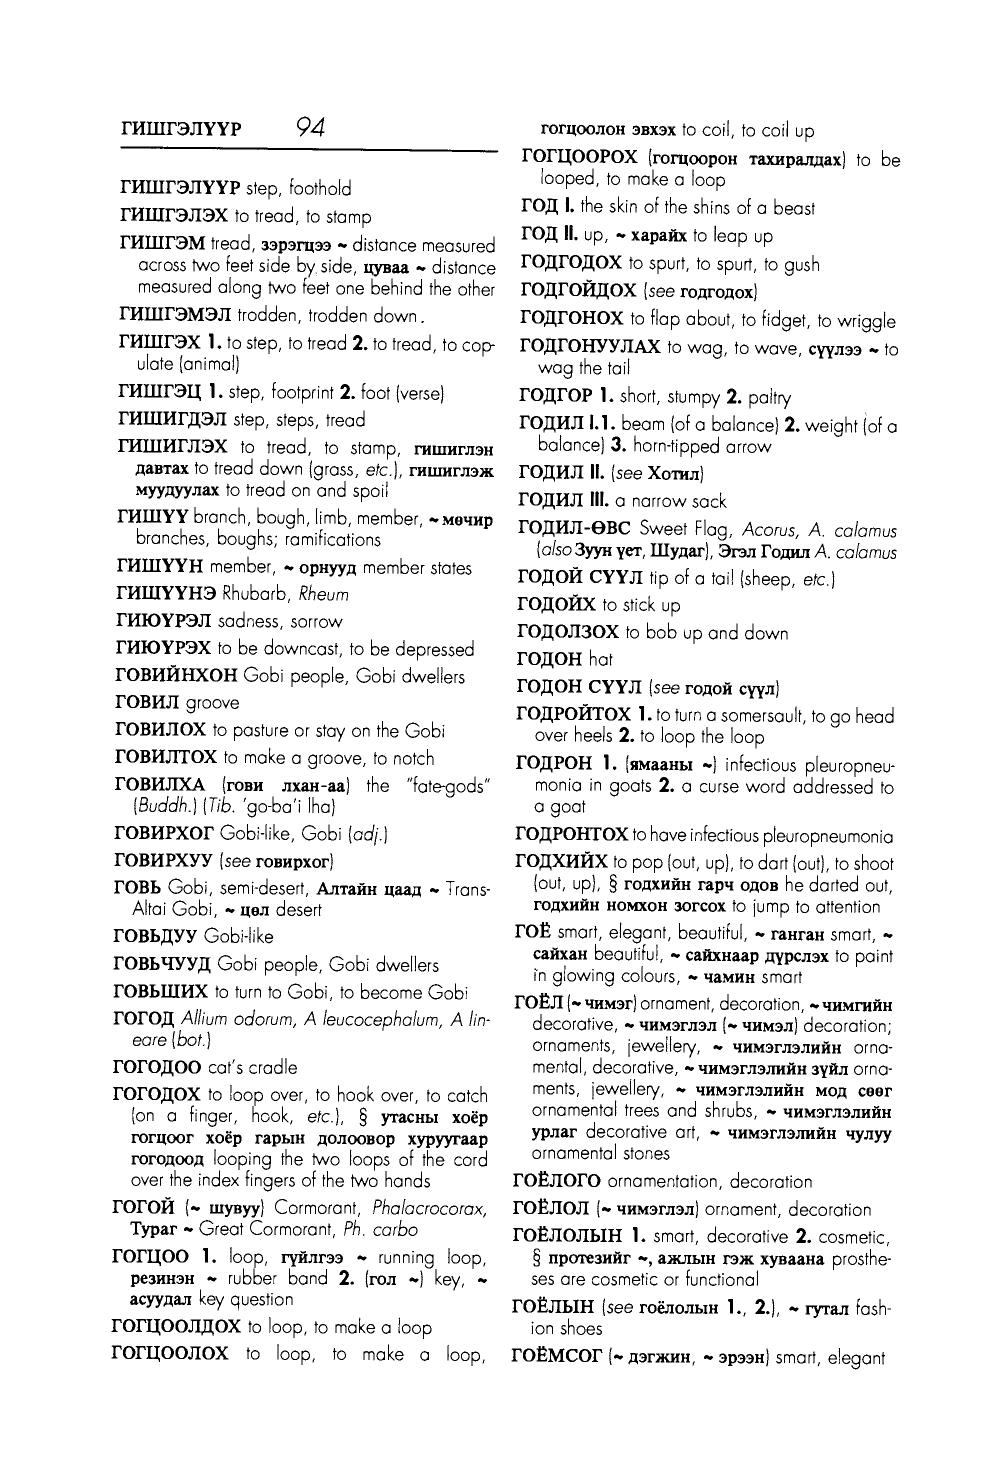 ГИШГЭЛҮҮР 94
ГИШГЭЛҮҮР step, foothold
ГИШГЭЛЭХ to tread, to stamp
ГИШГЭМ tread, зэрэгцээ ~ distance measured
across two feet side by side, цуваа ~ distance
measured along two feet one behind the other
ГИШГЭМЭЛ trodden, trodden down.
ГИШГЭХ 1. to step, to tread 2. to tread, to cop-
ulate (animal)
ГИШГЭЦ 1. step, footprint 2. foot (verse)
ГИШИГДЭЛ step, steps, tread
ГИШИГЛЭХ to tread, to stamp, гишиглэн
давтах to tread down (grass, etc.), гишиглэж
муудуулах to tread on and spoil
ГИШҮҮ branch, bough, limb, member, ~ мөчир
branches, boughs; ramifications
ГИШҮҮН member, ~ орнууд member states
ГИШҮҮНЭ Rhubarb, Rheum
ГИЮҮРЭЛ sadness, sorrow
ГИЮҮРЭХ to be downcast, to be depressed
ГОВИЙНХОН Gobi people, Gobi dwellers
ГОВИЛ groove
ГОВИЛОХ to pasture or stay on the Gobi
ГОВИЛТОХ to make a groove, to notch
ГОВИЛХА (гови лхан-аа) the "fate-gods"
(Buddh.) (Tib. 'go-ba'i lha)
ГОВИРХОГ Gobi-like, Gobi (adj.)
ГОВИРХУУ (see говирхог)
ГОВЬ Gobi, semi-desert, Алтайн цаад ~ Trans-
Altai Gobi, ~ цөл desert
ГОВЬДУУ Gobi-like
ГОВЬЧУУД Gobi people, Gobi dwellers
ГОВЬШИХ to turn to Gobi, to become Gobi
ГОГОД Allium odorum, A leucocephalum, A lin-
eare (bot.)
ГОГОДОО cat's cradle
ГОГОДОХ to loop over, to hook over, to catch
(on a finger, hook, etc.), § утасны хоёр
гогцоог хоёр гарын долоовор хуруугаар
гогодоод looping the two loops of the cord
over the index fingers of the two hands
ГОГОЙ (~ шувуу) Cormorant, Phalacrocorax,
Тураг ~ Great Cormorant, Ph. carbo
ГОГЦОО 1. loop, гүйлгээ ~ running loop,
резинэн ~ rubber band 2. (гол ~) key, ~
асуудал key question
ГОГЦООЛДОХ to loop, to make a loop
ГОГЦООЛОХ to loop, to make a loop,
гогцоолон эвхэх to coil, to coil up
ГОГЦООРОХ (гогцоорон тахиралдах) to be
looped, to make a loop
ГОД I. the skin of the shins of a beast
ГОД II. up, ~ харайх to leap up
ГОДГОДОХ to spurt, to spurt, to gush
ГОДГОЙДОХ (see годгодох)
ГОДГОНОХ to flap about, to fidget, to wriggle
ГОДГОНУУЛАХ to wag, to wave, сүүлээ ~ to
wag the tail
ГОДГОР 1. short, stumpy 2. paltry
ГОДИЛ I.1. beam (of a balance) 2. weight (of a
balance) 3. horn-tipped arrow
ГОДИЛ II. (see Хотил)
ГОДИЛ III. a narrow sack
ГОДИЛ-ӨВС Sweet Flag, Acorus, A. calamus
(also Зуун үет, Шудаг), Эгэл Годил A. calamus
ГОДОЙ СҮҮЛ tip of a tail (sheep, etc.)
ГОДОЙХ to stick up
ГОДОЛЗОХ to bob up and down
ГОДОН hat
ГОДОН СҮҮЛ (see годой сүүл)
ГОДРОЙТОХ 1. to turn a somersault, to go head
over heels 2. to loop the loop
ГОДРОН 1. (ямааны ~) infectious pleuropneu-
monia in goats 2. a curse word addressed to
a goat
ГОДРОНТОХ to have infectious pleuropneumonia
ГОДХИЙХ to pop (out, up), to dart (out), to shoot
(out, up), § годхийн гарч одов he darted out,
годхийн номхон зогсох to jump to attention
ГОЁ smart, elegant, beautiful, ~ ганган smart, ~
сайхан beautiful, ~ сайхнаар дүрслэх to paint
in glowing colours, ~ чамин smart
ГОЁЛ (~ чимэг) ornament, decoration, ~ чимгийн
decorative, ~ чимэглэл (~ чимэл) decoration;
ornaments, jewellery, ~ чимэглэлийн orna-
mental, decorative, ~ чимэглэлийн зүйл orna-
ments, jewellery, ~ чимэглэлийн мод сөөг
ornamental trees and shrubs, ~ чимэглэлийн
урлаг decorative art, ~ чимэглэлийн чулуу
ornamental stones
ГОЁЛОГО ornamentation, decoration
ГОЁЛОЛ (~ чимэглэл) ornament, decoration
ГОЁЛОЛЫН 1. smart, decorative 2. cosmetic,
§ протезийг ~, ажлын гэж хуваана prosthe-
ses are cosmetic or functional
ГОЁЛЫН (see гоёлолын 1., 2.), ~ гутал fash-
ion shoes
ГОЁМСОГ (~ дэгжин, ~ эрээн) smart, elegant